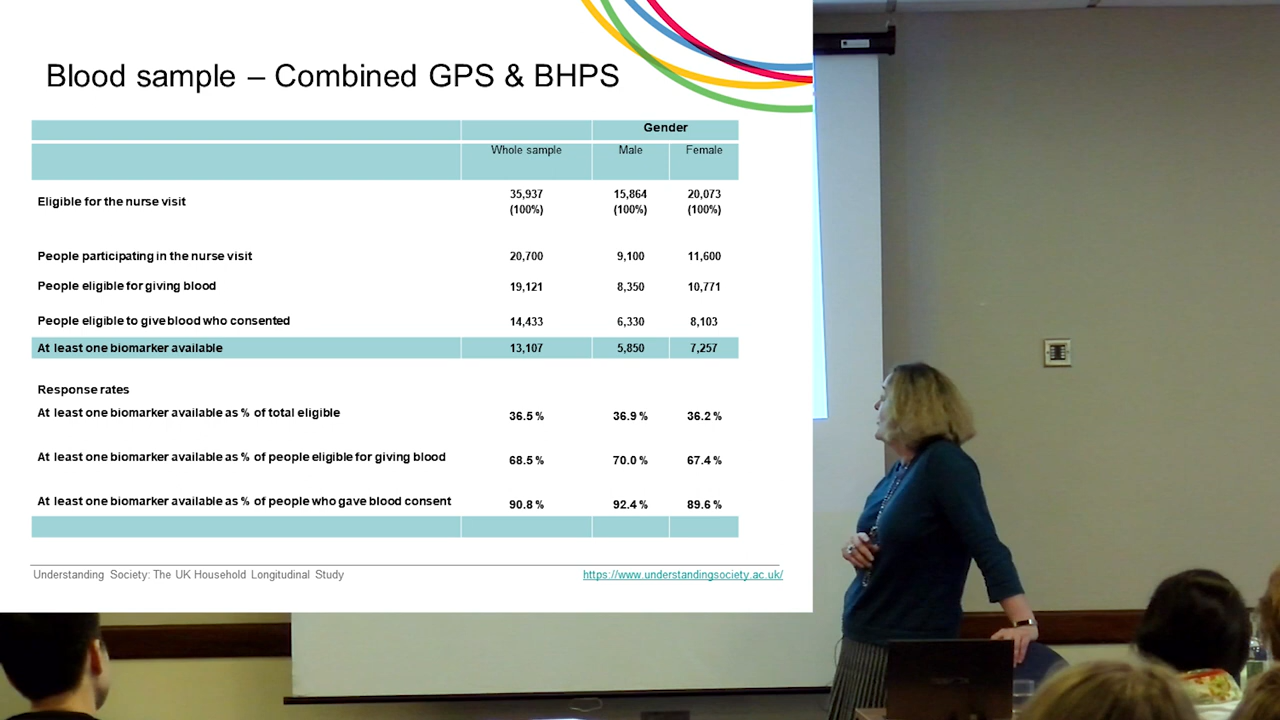 Blood sample – Combined GPS & BHPS
Gender
Whole sample Male Female
Eligible for the nurse visit 35,937 (100%) 15,864 (100%) 20,073 (100%)
People participating in the nurse visit 20,700 9,100 11,600
People eligible for giving blood 19,121 8,350 10,771
People eligible to give blood who consented 14,433 6,330 8,103
At least one biomarker available 13,107 5,850 7,257
Response rates
At least one biomarker available as % of total eligible 36.5% 36.9% 36.2%
At least one biomarker available as % of people eligible for giving blood 68.5% 70.0% 67.4%
At least one biomarker available as % of people who gave blood consent 90.8% 92.4% 89.6%
Understanding Society: The UK Household Longitudinal Study https://www.understandingsociety.ac.uk/